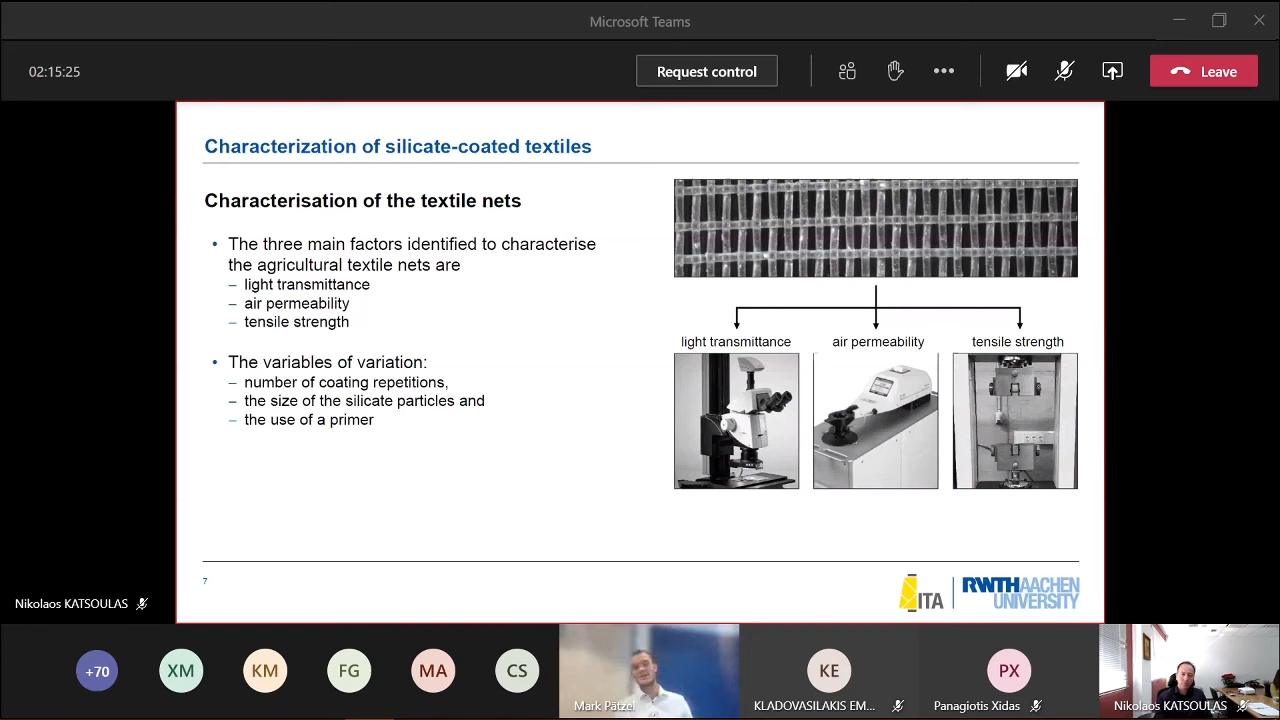 Microsoft Teams
02:15:25
Request control
Leave
Characterization of silicate-coated textiles
Characterisation of the textile nets
• The three main factors identified to characterise
the agricultural textile nets are
– light transmittance
– air permeability
– tensile strength
• The variables of variation:
– number of coating repetitions,
– the size of the silicate particles and
– the use of a primer
light transmittance
air permeability
tensile strength
7
ITA
RWTHAACHEN
UNIVERSITY
Nikolaos KATSOULAS
+70
XM
KM
FG
MA
CS
Mark Pätzel
KE
KLADOVASILAKIS EM...
PX
Panagiotis Xidas
Nikolaos KATSOULAS